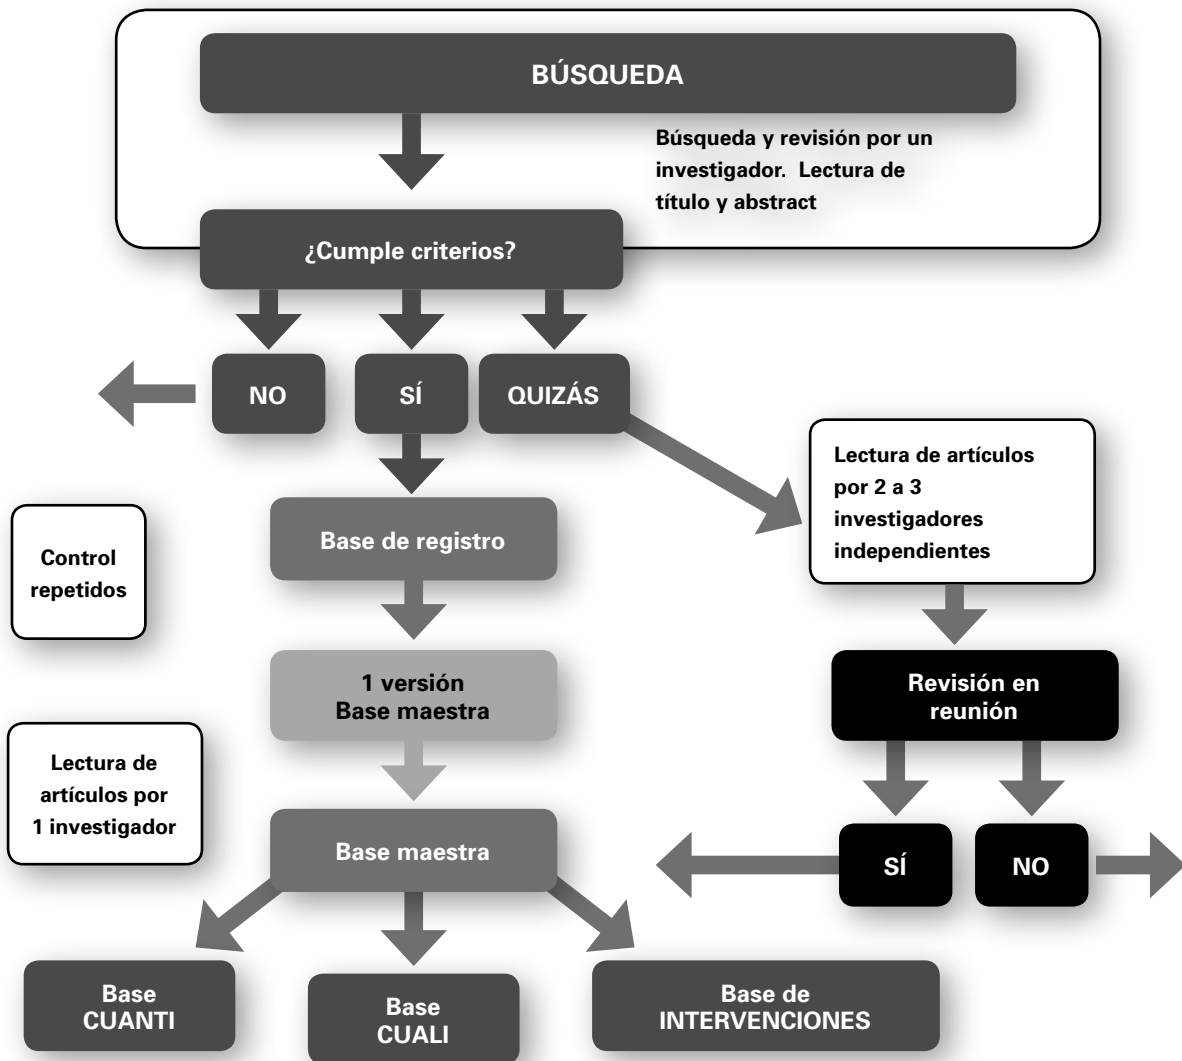 BÚSQUEDA
Búsqueda y revisión por un
investigador. Lectura de
título y abstract
¿Cumple criterios?
NO
SÍ
QUIZÁS
Lectura de artículos
por 2 a 3
investigadores
independientes
Control
repetidos
Base de registro
1 versión
Base maestra
Revisión en
reunión
Lectura de
artículos por
1 investigador
Base maestra
SÍ
NO
Base
CUANTI
Base
CUALI
Base de
INTERVENCIONES